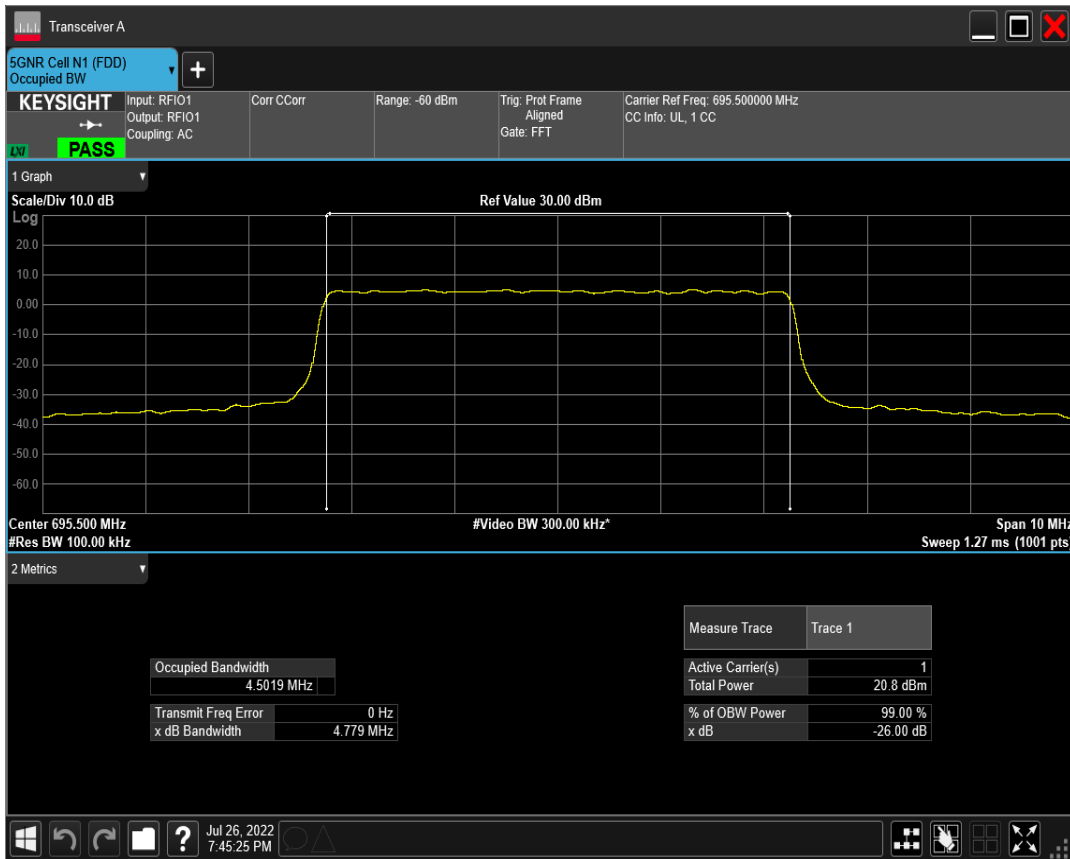 Transceiver A
5GNR Cell N1 (FDD)
Occupied BW
+
KEYSIGHT
LXI
PASS
Input: RFIO1
Output: RFIO1
Coupling: AC
Corr CCorr
Range: -60 dBm
Trig: Prot Frame
Aligned
Gate: FFT
Carrier Ref Freq: 695.500000 MHz
CC Info: UL, 1 CC
1 Graph
Scale/Div 10.0 dB
Ref Value 30.00 dBm
Log
20.0
10.0
0.00
-10.0
-20.0
-30.0
-40.0
-50.0
-60.0
Center 695.500 MHz
#Video BW 300.00 kHz*
Span 10 MHz
#Res BW 100.00 kHz
Sweep 1.27 ms (1001 pts)
2 Metrics
Measure Trace
Trace 1
Occupied Bandwidth
4.5019 MHz
Active Carrier(s) 1
Total Power 20.8 dBm
Transmit Freq Error 0 Hz
x dB Bandwidth 4.779 MHz
% of OBW Power 99.00 %
x dB -26.00 dB
?
Jul 26, 2022
7:45:25 PM